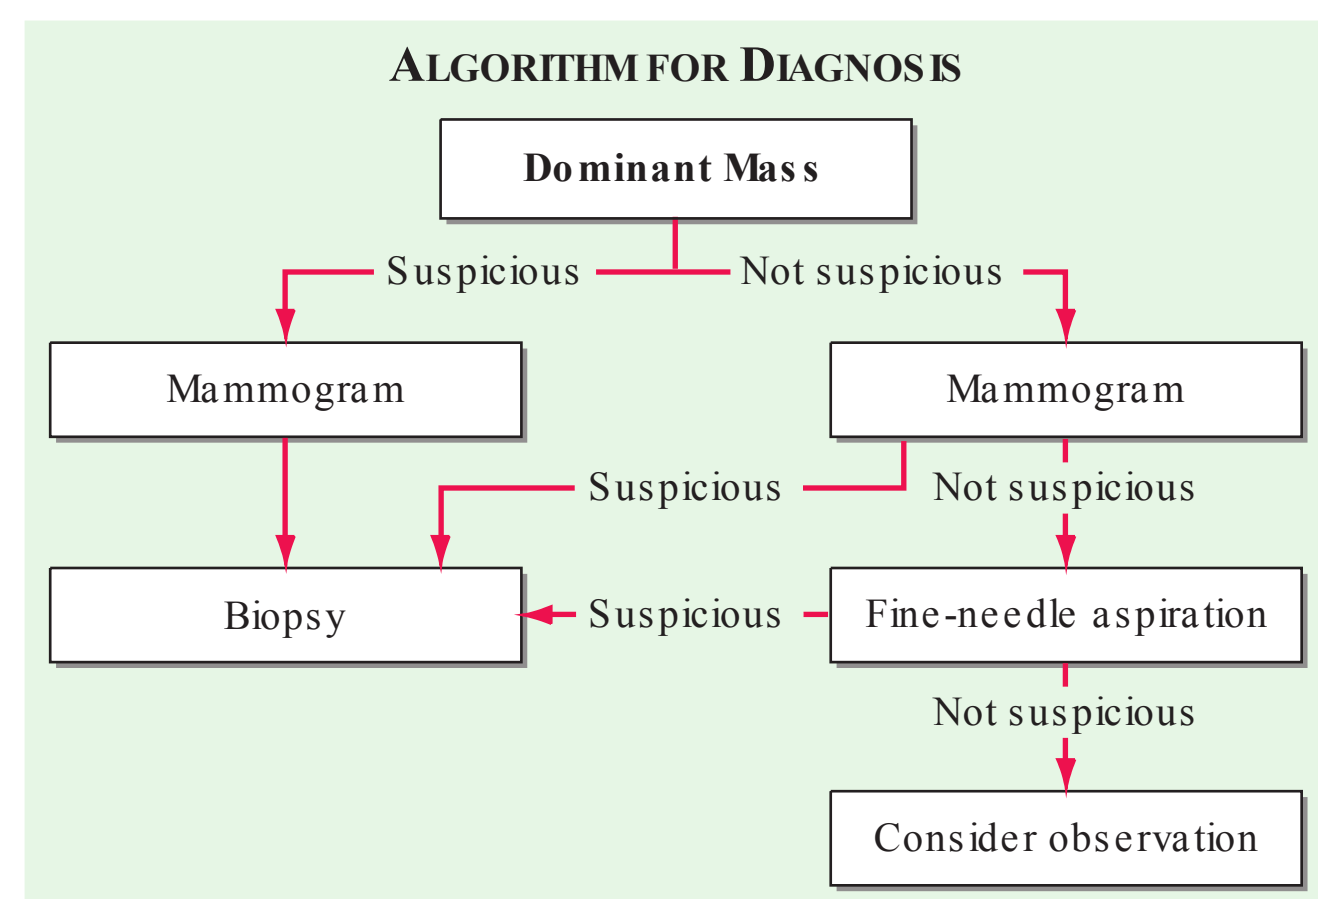 ALGORITHM FOR DIAGNOSIS
Dominant Mass
Suspicious
Not suspicious
Mammogram
Mammogram
Suspicious
Not suspicious
Biopsy
Suspicious
Fine-needle aspiration
Not suspicious
Consider observation